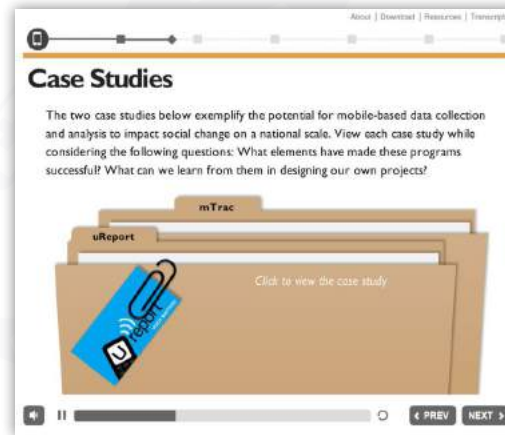 About | Download | Resources | Transcript
Case Studies
The two case studies below exemplify the potential for mobile-based data collection
and analysis to impact social change on a national scale. View each case study while
considering the following questions: What elements have made these programs
successful? What can we learn from them in designing our own projects?
mTrac
uReport
Click to view the case study
u report
PREV
NEXT